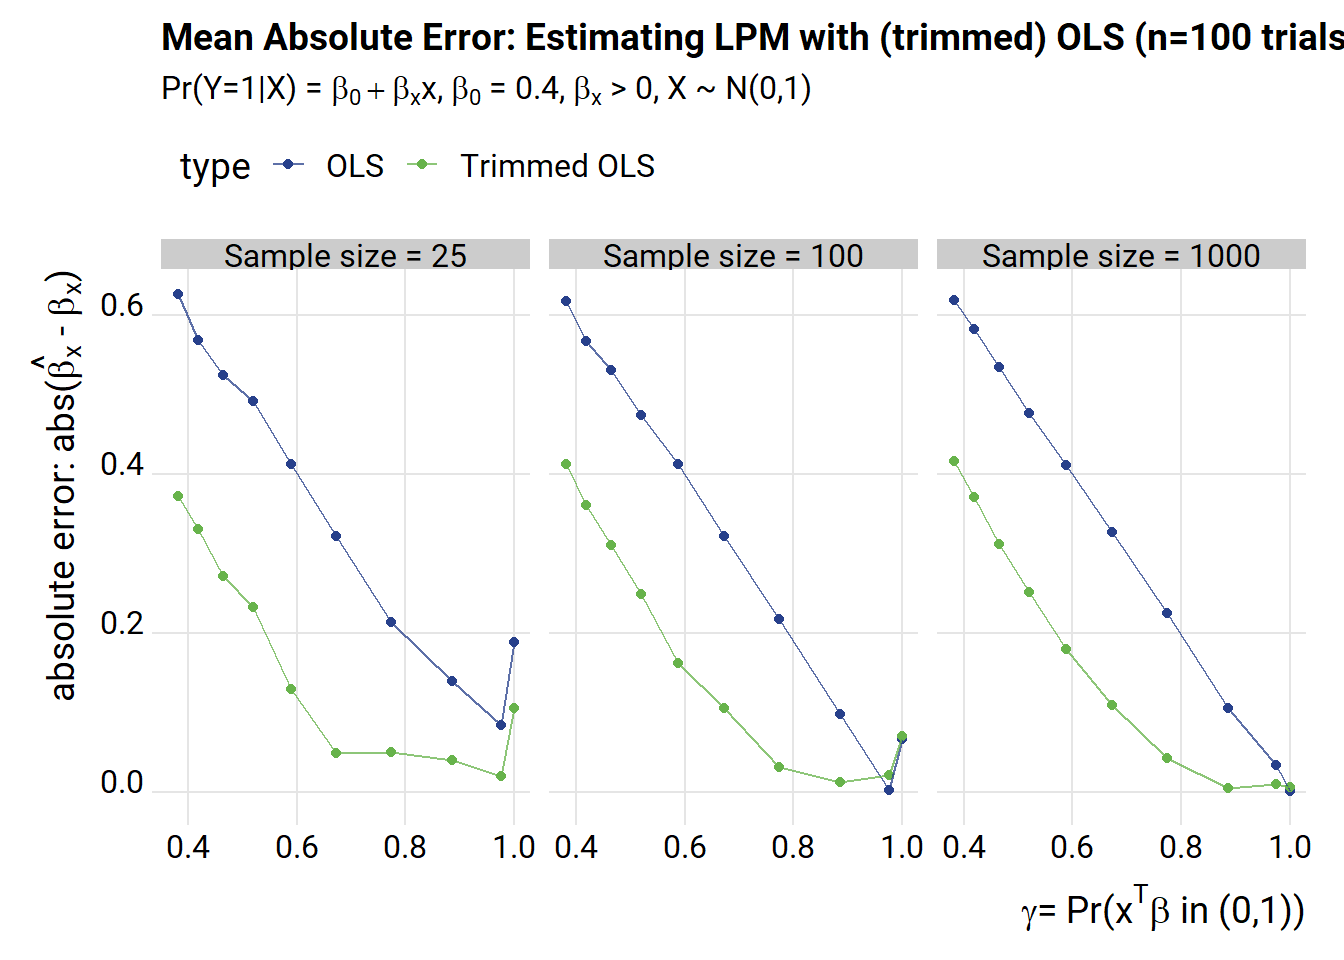 Mean Absolute Error: Estimating LPM with (trimmed) OLS (n=100 trials
Pr(Y=1|X) = β₀ + βₓx, β₀ = 0.4, βₓ > 0, X ~ N(0,1)
type OLS Trimmed OLS
Sample size = 25 Sample size = 100 Sample size = 1000
absolute error: abs(β̂ₓ - βₓ)
0.6
0.4
0.2
0.0
0.4 0.6 0.8 1.0 0.4 0.6 0.8 1.0 0.4 0.6 0.8 1.0
γ= Pr(xᵀβ in (0,1))